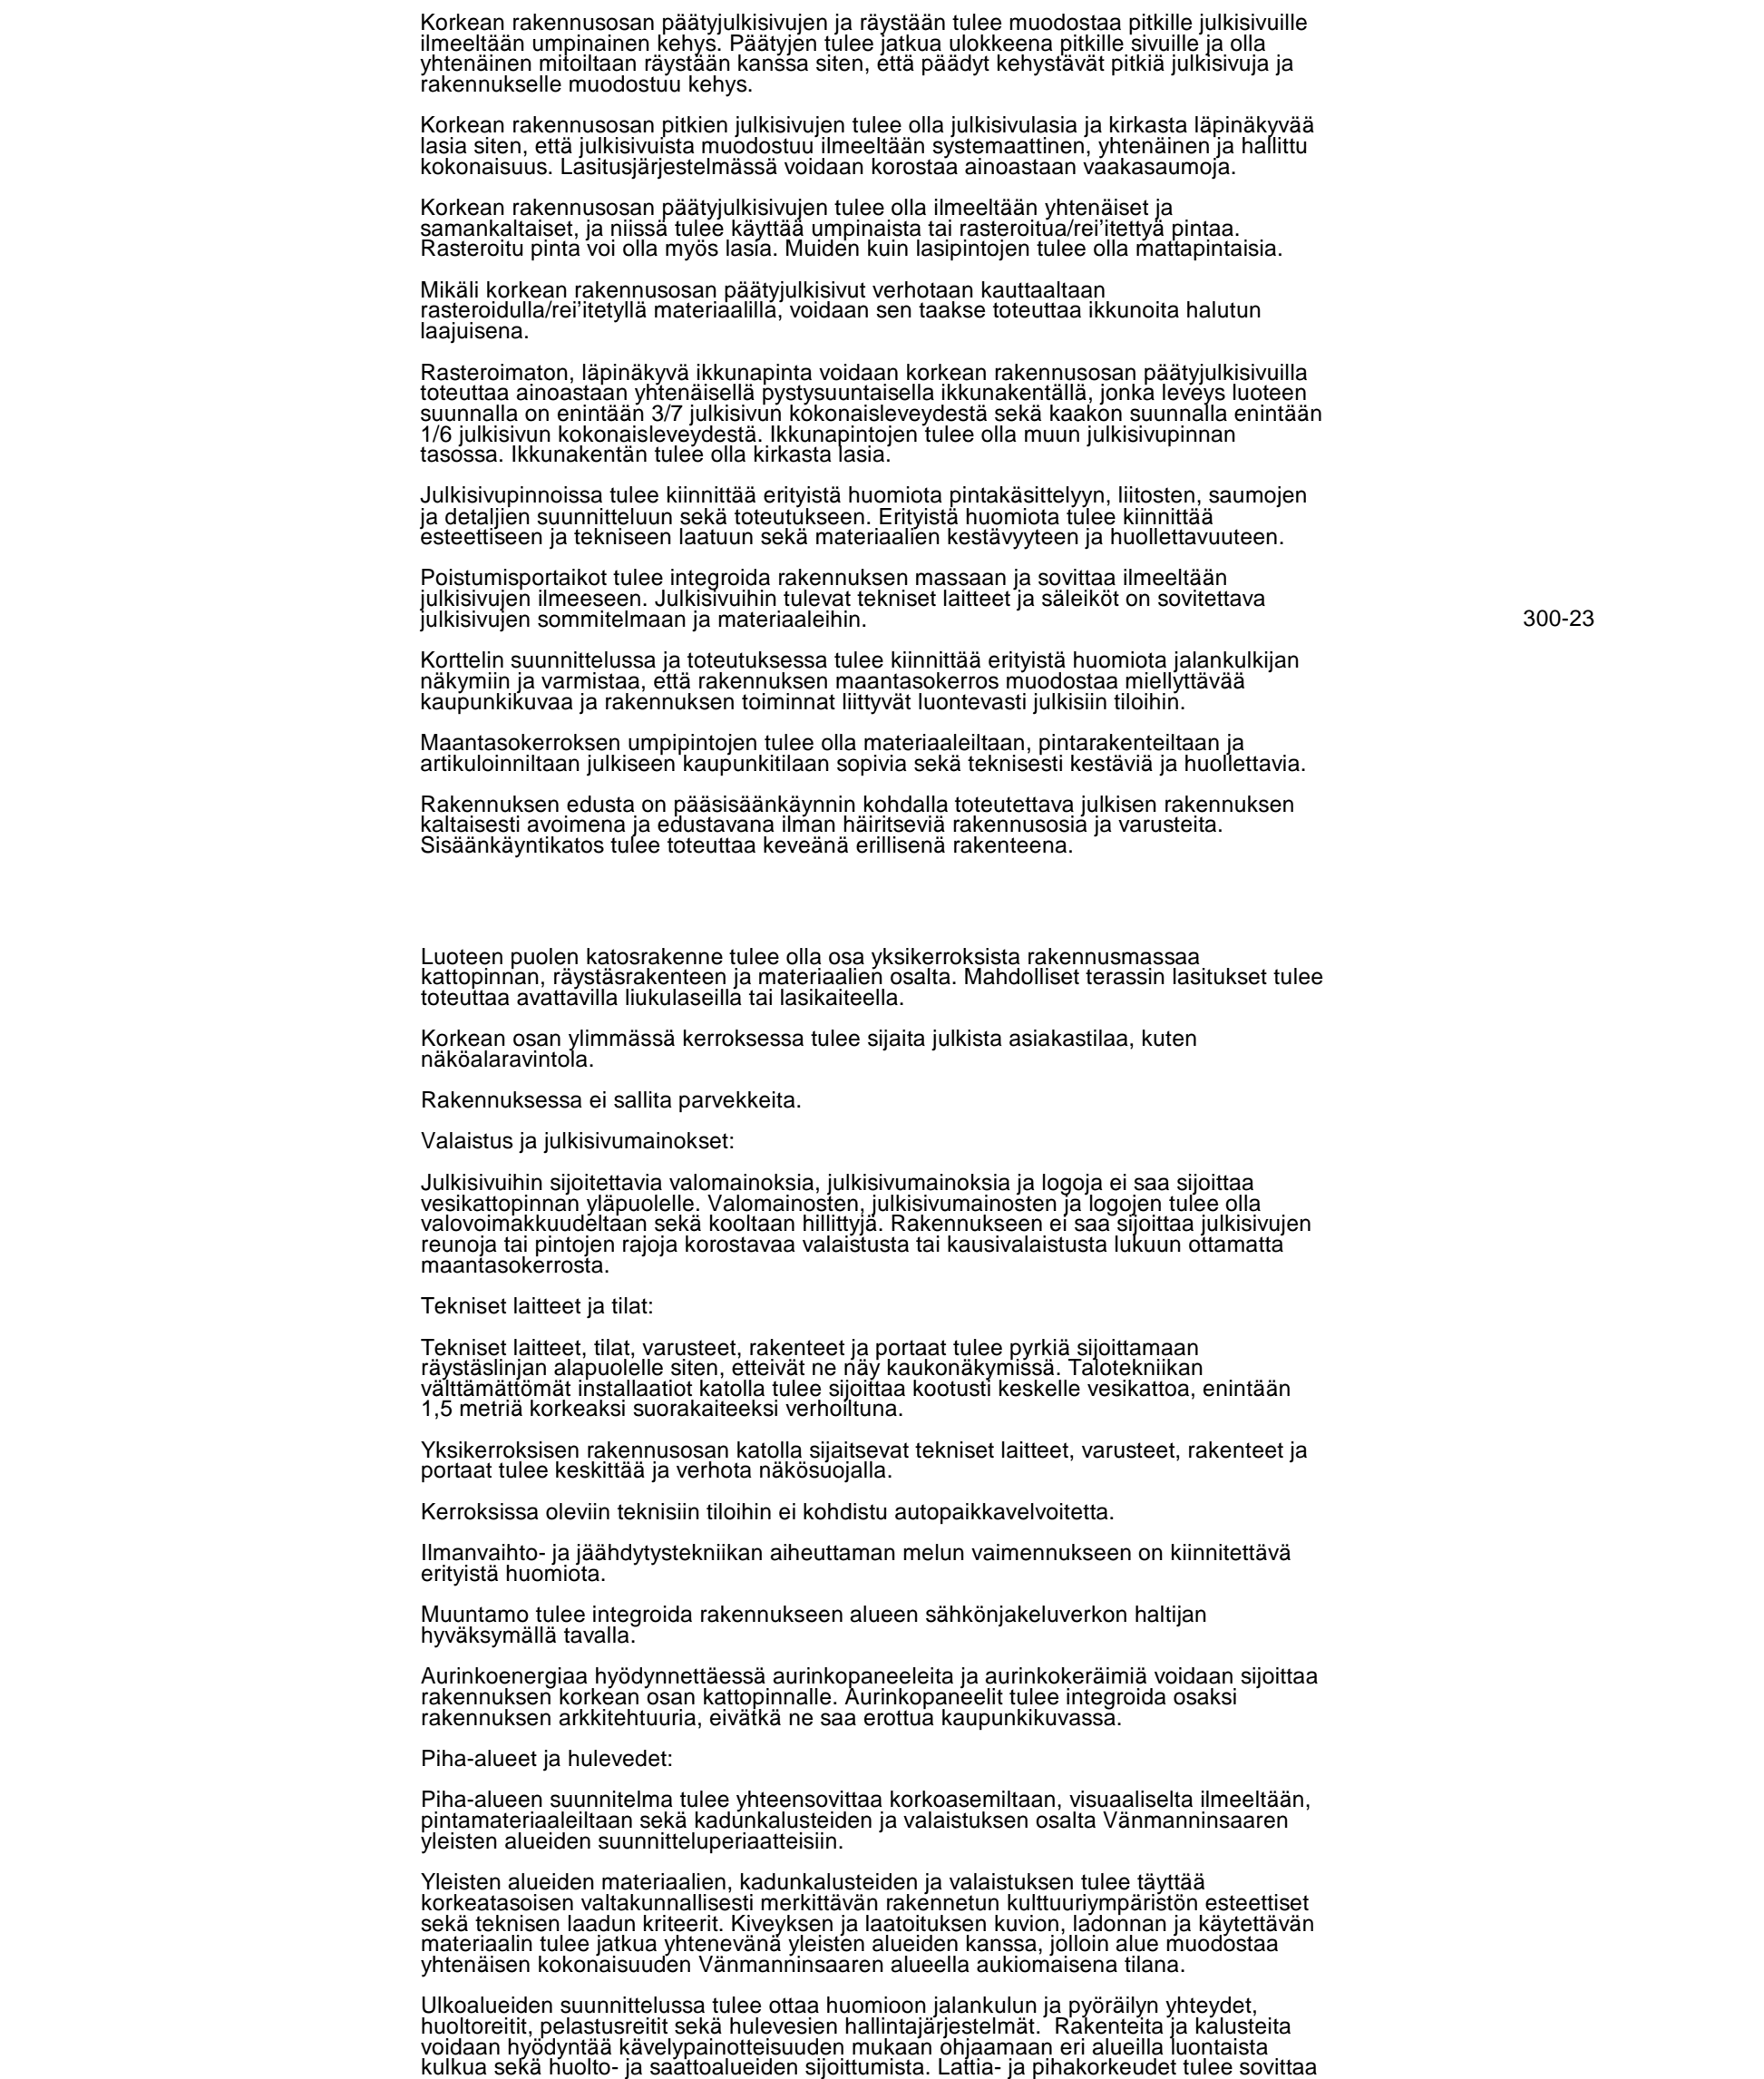 Korkean rakennusosan päätyjulkisivujen ja räystään tulee muodostaa pitkille julkisivuille
ilmeeltään umpinainen kehys. Päätyjen tulee jatkua ulokkeena pitkille sivuille ja olla
yhtenäinen mitoiltaan räystään kanssa siten, että päädyt kehystävät pitkiä julkisivuja ja
rakennukselle muodostuu kehys.
Korkean rakennusosan pitkien julkisivujen tulee olla julkisivulasia ja kirkasta läpinäkyvää
lasia siten, että julkisivuista muodostuu ilmeeltään systemaattinen, yhtenäinen ja hallittu
kokonaisuus. Lasitusjärjestelmässä voidaan korostaa ainoastaan vaakasaumoja.
Korkean rakennusosan päätyjulkisivujen tulee olla ilmeeltään yhtenäiset ja
samankaltaiset, ja niissä tulee käyttää umpinaista tai rasteroitua/rei'itettyä pintaa.
Rasteroitu pinta voi olla myös lasia. Muiden kuin lasipintojen tulee olla mattapintaisia.
Mikäli korkean rakennusosan päätyjulkisivut verhotaan kauttaaltaan
rasteroidulla/rei'itetyllä materiaalilla, voidaan sen taakse toteuttaa ikkunoita halutun
laajuisena.
Rasteroimaton, läpinäkyvä ikkunapinta voidaan korkean rakennusosan päätyjulkisivuilla
toteuttaa ainoastaan yhtenäisellä pystysuuntaisella ikkunakentällä, jonka leveys luoteen
suunnalla on enintään 3/7 julkisivun kokonaisleveydestä sekä kaakon suunnalla enintään
1/6 julkisivun kokonaisleveydestä. Ikkunapintojen tulee olla muun julkisivupinnan
tasossa. Ikkunakentän tulee olla kirkasta lasia.
Julkisivupinnoissa tulee kiinnittää erityistä huomiota pintakäsittelyyn, liitosten, saumojen
ja detaljien suunnitteluun sekä toteutukseen. Erityistä huomiota tulee kiinnittää
esteettiseen ja tekniseen laatuun sekä materiaalien kestävyyteen ja huollettavuuteen.
Poistumisportaikot tulee integroida rakennuksen massaan ja sovittaa ilmeeltään
julkisivujen ilmeeseen. Julkisivuihin tulevat tekniset laitteet ja säleiköt on sovitettava
julkisivujen sommitelmaan ja materiaaleihin.
300-23
Korttelin suunnittelussa ja toteutuksessa tulee kiinnittää erityistä huomiota jalankulkijan
näkymiin ja varmistaa, että rakennuksen maantasokerros muodostaa miellyttävää
kaupunkikuvaa ja rakennuksen toiminnat liittyvät luontevasti julkisiin tiloihin.
Maantasokerroksen umpipintojen tulee olla materiaaleiltaan, pintarakenteiltaan ja
artikuloinniltaan julkiseen kaupunkitilaan sopivia sekä teknisesti kestäviä ja huollettavia.
Rakennuksen edusta on pääsisäänkäynnin kohdalla toteutettava julkisen rakennuksen
kaltaisesti avoimena ja edustavana ilman häiritseviä rakennusosia ja varusteita.
Sisäänkäyntikatos tulee toteuttaa keveänä erillisenä rakenteena.
Luoteen puolen katosrakenne tulee olla osa yksikerroksista rakennusmassaa
kattopinnan, räystäsrakenteen ja materiaalien osalta. Mahdolliset terassin lasitukset tulee
toteuttaa avattavilla liukulaseilla tai lasikaiteella.
Korkean osan ylimmässä kerroksessa tulee sijaita julkista asiakastilaa, kuten
näköalaravintola.
Rakennuksessa ei sallita parvekkeita.
Valaistus ja julkisivumainokset:
Julkisivuihin sijoitettavia valomainoksia, julkisivumainoksia ja logoja ei saa sijoittaa
vesikattopinnan yläpuolelle. Valomainosten, julkisivumainosten ja logojen tulee olla
valovoimakkuudeltaan sekä kooltaan hillittyjä. Rakennukseen ei saa sijoittaa julkisivujen
reunoja tai pintojen rajoja korostavaa valaistusta tai kausivalaistusta lukuun ottamatta
maantasokerrosta.
Tekniset laitteet ja tilat:
Tekniset laitteet, tilat, varusteet, rakenteet ja portaat tulee pyrkiä sijoittamaan
räystäslinjan alapuolelle siten, etteivät ne näy kaukonäkymissä. Talotekniikan
välttämättömät installaatiot katolla tulee sijoittaa kootusti keskelle vesikattoa, enintään
1,5 metriä korkeaksi suorakaiteeksi verhoiltuna.
Yksikerroksisen rakennusosan katolla sijaitsevat tekniset laitteet, varusteet, rakenteet ja
portaat tulee keskittää ja verhota näkösuojalla.
Kerroksissa oleviin teknisiin tiloihin ei kohdistu autopaikkavelvoitetta.
Ilmanvaihto- ja jäähdytystekniikan aiheuttaman melun vaimennukseen on kiinnitettävä
erityistä huomiota.
Muuntamo tulee integroida rakennukseen alueen sähkönjakeluverkon haltijan
hyväksymällä tavalla.
Aurinkoenergiaa hyödynnettäessä aurinkopaneeleita ja aurinkokeräimiä voidaan sijoittaa
rakennuksen korkean osan kattopinnalle. Aurinkopaneelit tulee integroida osaksi
rakennuksen arkkitehtuuria, eivätkä ne saa erottua kaupunkikuvassa.
Piha-alueet ja hulevedet:
Piha-alueen suunnitelma tulee yhteensovittaa korkoasemiltaan, visuaaliselta ilmeeltään,
pintamateriaaleiltaan sekä kadunkalusteiden ja valaistuksen osalta Vänmanninsaaren
yleisten alueiden suunnitteluperiaatteisiin.
Yleisten alueiden materiaalien, kadunkalusteiden ja valaistuksen tulee täyttää
korkeatasoisen valtakunnallisesti merkittävän rakennetun kulttuuriympäristön esteettiset
sekä teknisen laadun kriteerit. Kiveyksen ja laatoituksen kuvion, ladonnan ja käytettävän
materiaalin tulee jatkua yhtenevänä yleisten alueiden kanssa, jolloin alue muodostaa
yhtenäisen kokonaisuuden Vänmanninsaaren alueella aukiomaisena tilana.
Ulkoalueiden suunnittelussa tulee ottaa huomioon jalankulun ja pyöräilyn yhteydet,
huoltoreitit, pelastusreitit sekä hulevesien hallintajärjestelmät. Rakenteita ja kalusteita
voidaan hyödyntää kävelypainotteisuuden mukaan ohjaamaan eri alueilla luontaista
kulkua sekä huolto- ja saattoalueiden sijoittumista. Lattia- ja pihakorkeudet tulee sovittaa